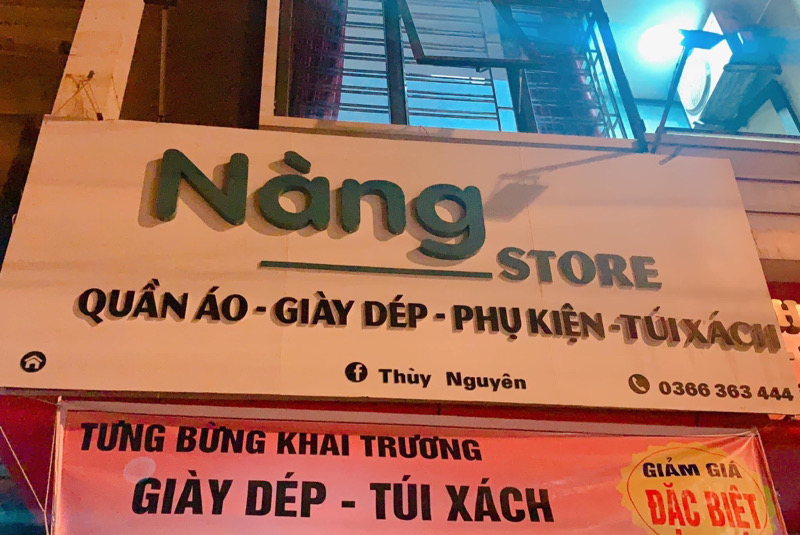 Nàng
STORE
QUẦN ÁO - GIÀY DÉP - PHỤ KIỆN - TÚI XÁCH
Thùy Nguyên
0366 363 444
TƯNG BỪNG KHAI TRƯƠNG
GIÀY DÉP - TÚI XÁCH
GIẢM GIÁ
ĐẶC BIỆT